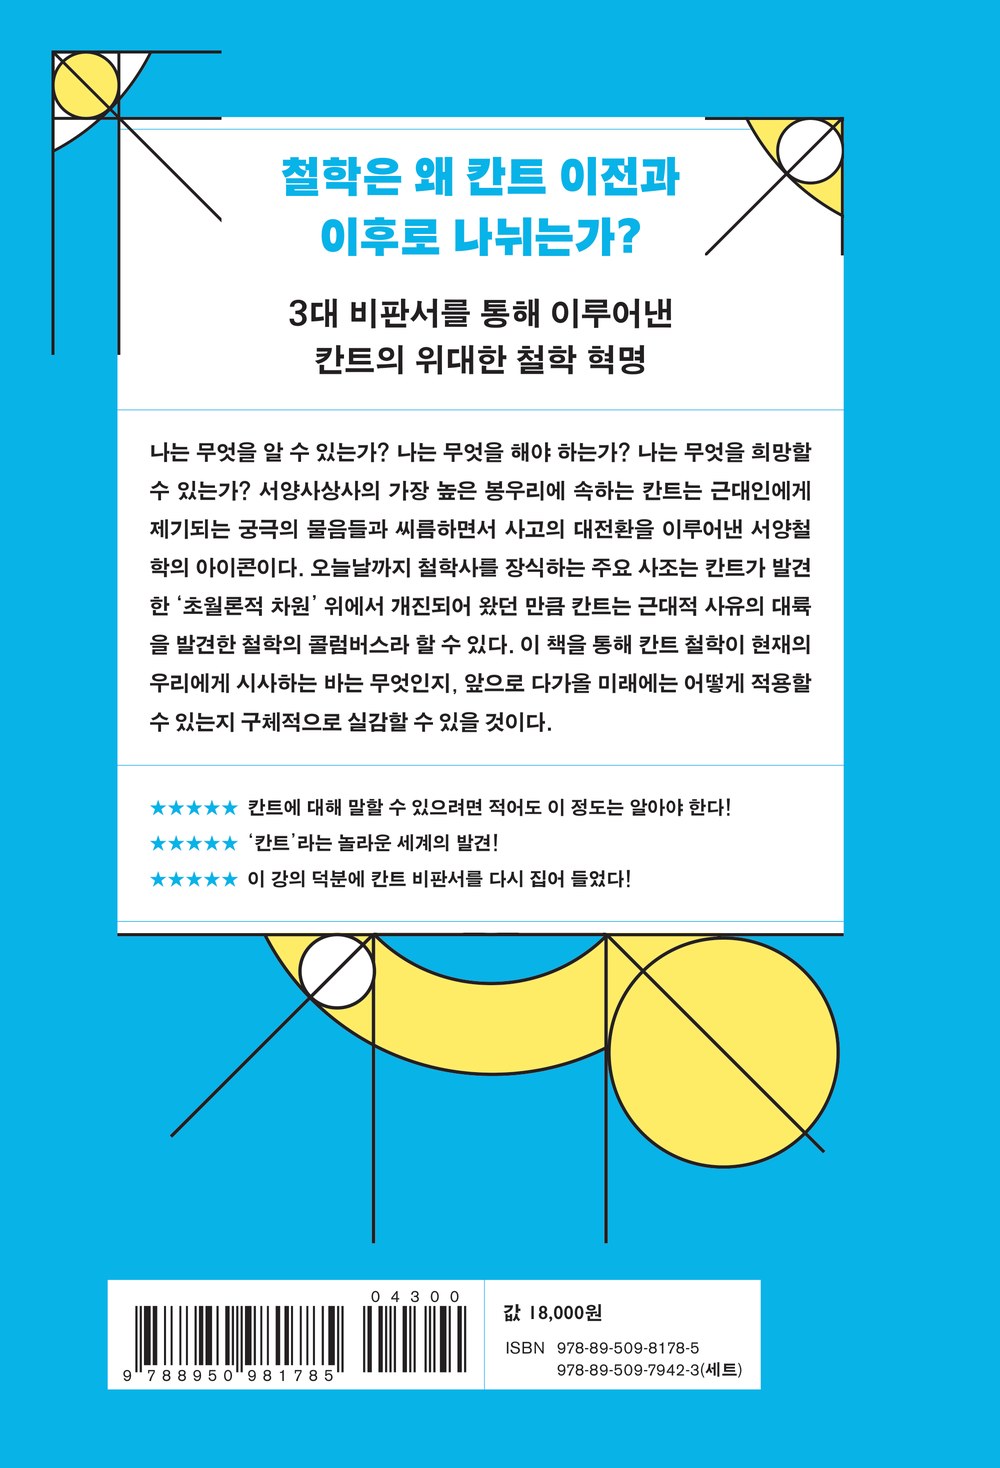 철학은 왜 칸트 이전과
이후로 나뉘는가?
3대 비판서를 통해 이루어낸
칸트의 위대한 철학 혁명
나는 무엇을 알 수 있는가? 나는 무엇을 해야 하는가? 나는 무엇을 희망할
수 있는가? 서양사상사의 가장 높은 봉우리에 속하는 칸트는 근대인에게
제기되는 궁극의 물음들과 씨름하면서 사고의 대전환을 이루어낸 서양철
학의 아이콘이다. 오늘날까지 철학사를 장식하는 주요 사조는 칸트가 발견
한 ‘초월론적 차원’ 위에서 개진되어 왔던 만큼 칸트는 근대적 사유의 대륙
을 발견한 철학의 콜럼버스라 할 수 있다. 이 책을 통해 칸트 철학이 현재의
우리에게 시사하는 바는 무엇인지, 앞으로 다가올 미래에는 어떻게 적용할
수 있는지 구체적으로 실감할 수 있을 것이다.
★★★★★ 칸트에 대해 말할 수 있으려면 적어도 이 정도는 알아야 한다!
★★★★★ ‘칸트’라는 놀라운 세계의 발견!
★★★★★ 이 강의 덕분에 칸트 비판서를 다시 집어 들었다!
04300
9 788950 981785
값 18,000원
ISBN 978-89-509-8178-5
978-89-509-7942-3(세트)